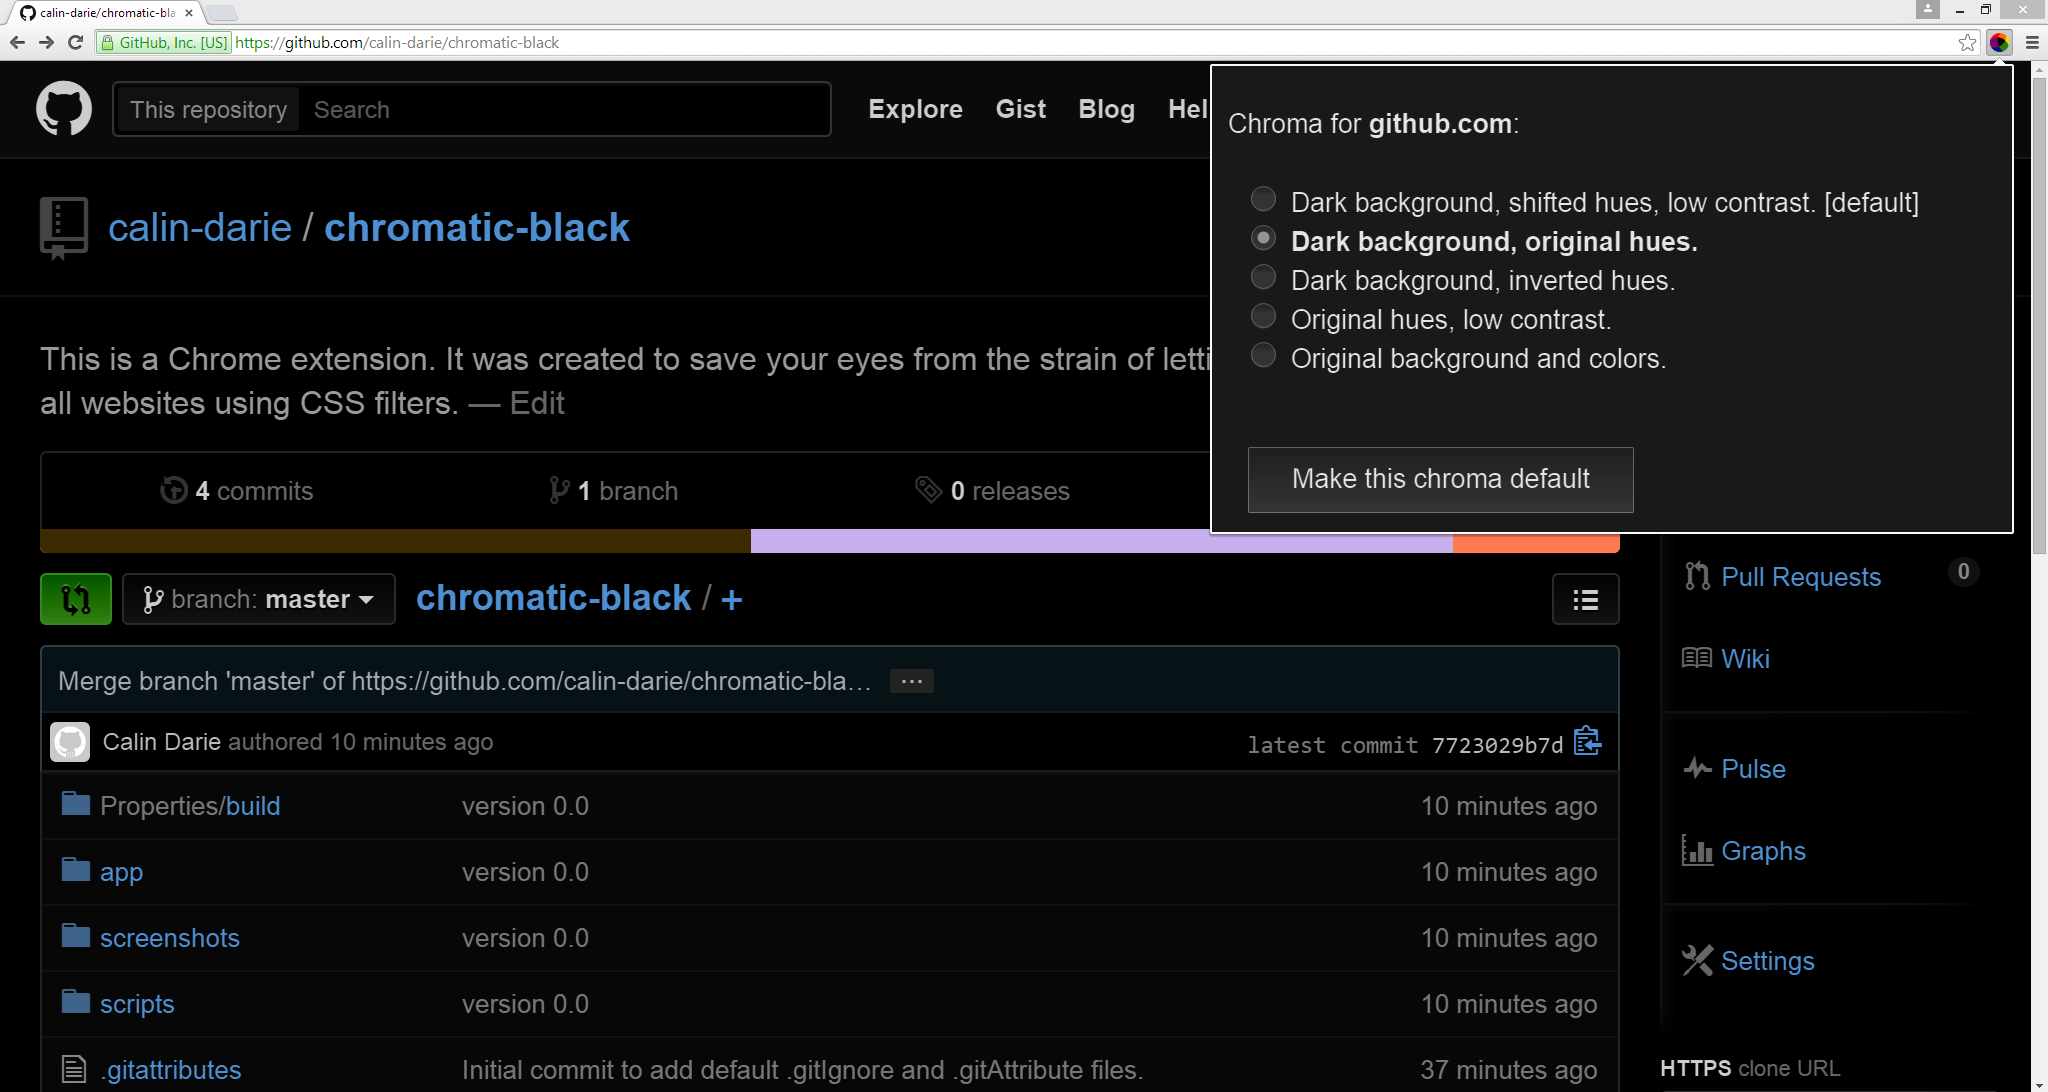 calin-darie/chromatic-bla
GitHub, Inc. [US] https://github.com/calin-darie/chromatic-black
This repository Search Explore Gist Blog Hel
Chroma for github.com:
Dark background, shifted hues, low contrast. [default]
Dark background, original hues.
Dark background, inverted hues.
Original hues, low contrast.
Original background and colors.
Make this chroma default
calin-darie / chromatic-black
This is a Chrome extension. It was created to save your eyes from the strain of letti
all websites using CSS filters. — Edit
4 commits 1 branch 0 releases
branch: master chromatic-black / +
Merge branch 'master' of https://github.com/calin-darie/chromatic-bla… ...
Calin Darie authored 10 minutes ago latest commit 7723029b7d
Properties/build version 0.0 10 minutes ago
app version 0.0 10 minutes ago
screenshots version 0.0 10 minutes ago
scripts version 0.0 10 minutes ago
.gitattributes Initial commit to add default .gitIgnore and .gitAttribute files. 37 minutes ago
Pull Requests 0
Wiki
Pulse
Graphs
Settings
HTTPS clone URL